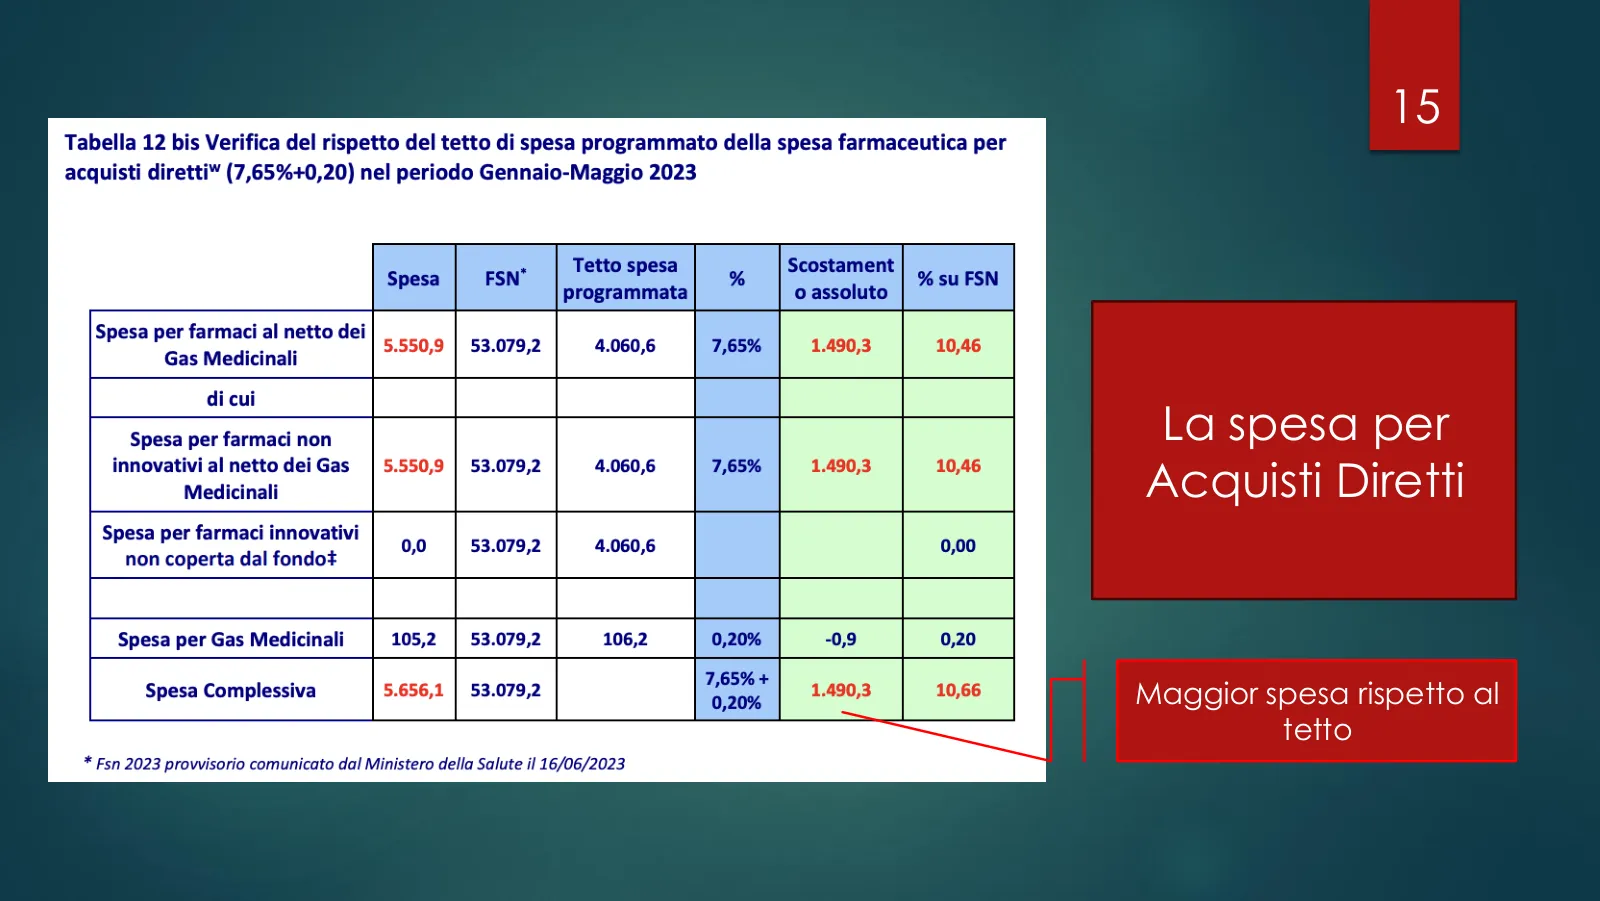 15
Tabella 12 bis Verifica del rispetto del tetto di spesa programmato della spesa farmaceutica per
acquisti direttiʷ (7,65%+0,20) nel periodo Gennaio-Maggio 2023
Spesa FSN* Tetto spesa programmata % Scostament o assoluto % su FSN
Spesa per farmaci al netto dei Gas Medicinali 5.550,9 53.079,2 4.060,6 7,65% 1.490,3 10,46
di cui
Spesa per farmaci non innovativi al netto dei Gas Medicinali 5.550,9 53.079,2 4.060,6 7,65% 1.490,3 10,46
Spesa per farmaci innovativi non coperta dal fondo‡ 0,0 53.079,2 4.060,6 0,00
Spesa per Gas Medicinali 105,2 53.079,2 106,2 0,20% -0,9 0,20
Spesa Complessiva 5.656,1 53.079,2 7,65% + 0,20% 1.490,3 10,66
* Fsn 2023 provvisorio comunicato dal Ministero della Salute il 16/06/2023
La spesa per
Acquisti Diretti
Maggior spesa rispetto al
tetto